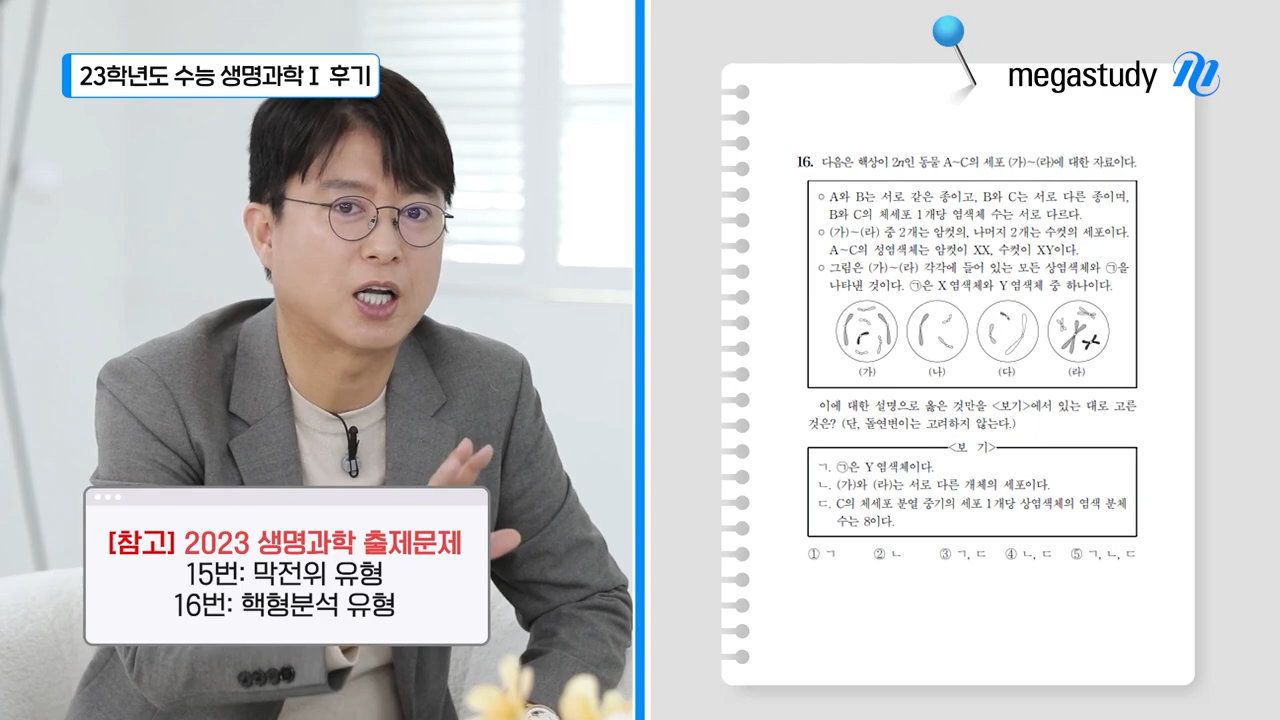 23학년도 수능 생명과학Ⅰ 후기
[참고] 2023 생명과학 출제문제
15번: 막전위 유형
16번: 핵형분석 유형
megastudy
16. 다음은 핵상이 2n인 동물 A~C의 세포 (가)~(라)에 대한 자료이다.
○ A와 B는 서로 같은 종이고, B와 C는 서로 다른 종이며,
B와 C의 체세포 1개당 염색체 수는 서로 다르다.
○ (가)~(라) 중 2개는 암컷의, 나머지 2개는 수컷의 세포이다.
A~C의 성염색체는 암컷이 XX, 수컷이 XY이다.
○ 그림은 (가)~(라) 각각에 들어 있는 모든 상염색체와 ㉠을
나타낸 것이다. ㉠은 X 염색체와 Y 염색체 중 하나이다.
(가) (나) (다) (라)
이에 대한 설명으로 옳은 것만을 <보기>에서 있는 대로 고른
것은? (단, 돌연변이는 고려하지 않는다.)
<보 기>
ㄱ. ㉠은 Y 염색체이다.
ㄴ. (가)와 (라)는 서로 다른 개체의 세포이다.
ㄷ. C의 체세포 분열 중기의 세포 1개당 상염색체의 염색 분체
수는 8이다.
① ㄱ ② ㄴ ③ ㄱ, ㄷ ④ ㄴ, ㄷ ⑤ ㄱ, ㄴ, ㄷ